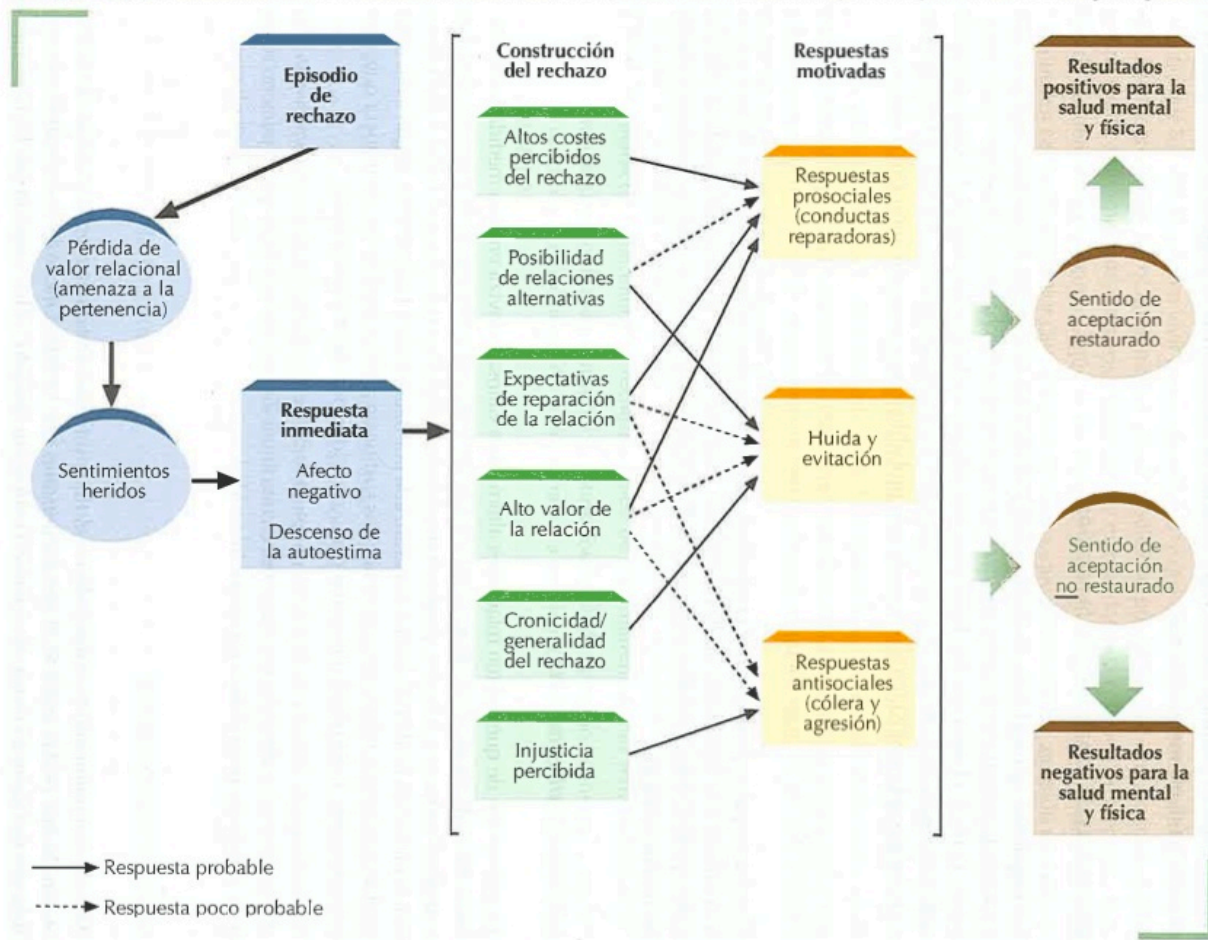 Episodio
de
rechazo
Pérdida de
valor relacional
(amenaza a la
pertenencia)
Sentimientos
heridos
Respuesta
inmediata
Afecto
negativo
Descenso de
la autoestima
Construcción
del rechazo
Altos costes
percibidos
del rechazo
Posibilidad
de relaciones
alternativas
Expectativas
de reparación
de la relación
Alto valor de
la relación
Cronicidad/
generalidad
del rechazo
Injusticia
percibida
Respuestas
motivadas
Respuestas
prosociales
(conductas
reparadoras)
Huida y
evitación
Respuestas
antisociales
(cólera y
agresión)
Resultados
positivos para la
salud mental
y física
Sentido de
aceptación
restaurado
Sentido de
aceptación
no restaurado
Resultados
negativos para la
salud mental
y física
Respuesta probable
Respuesta poco probable